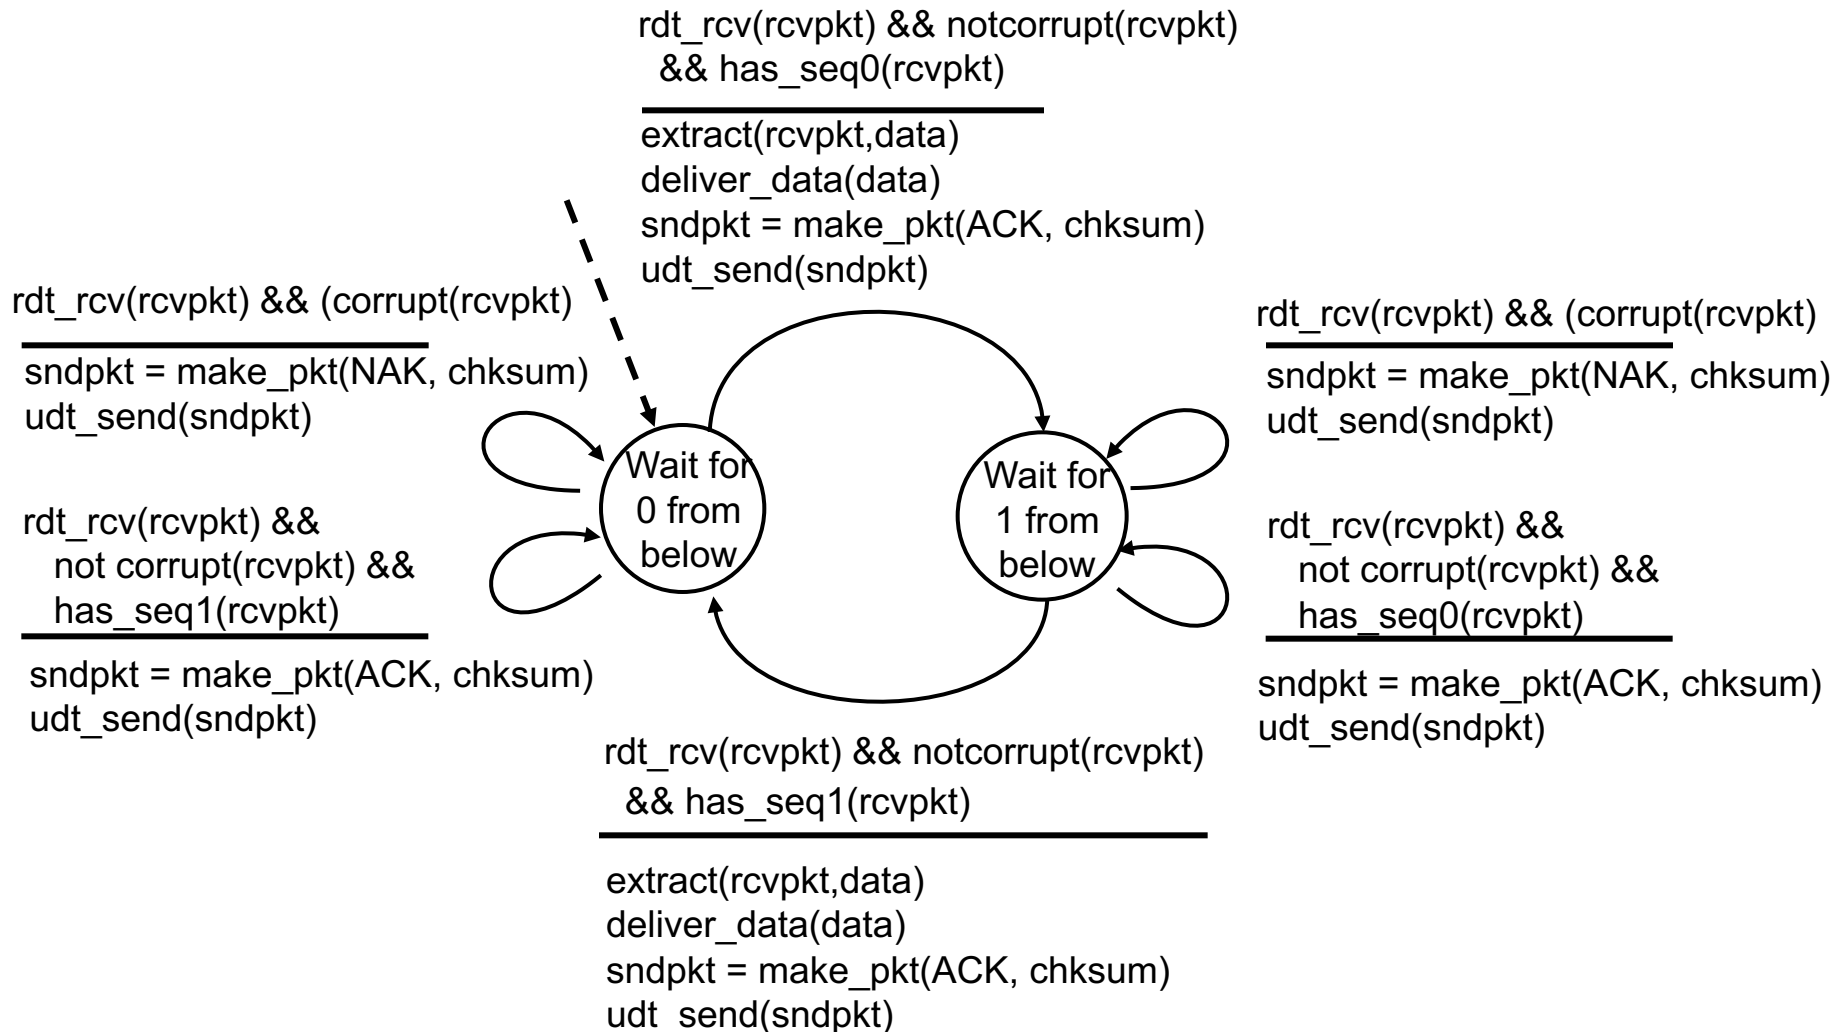 rdt_rcv(rcvpkt) && notcorrupt(rcvpkt)
&& has_seq0(rcvpkt)
extract(rcvpkt,data)
deliver_data(data)
sndpkt = make_pkt(ACK, chksum)
udt_send(sndpkt)
rdt_rcv(rcvpkt) && (corrupt(rcvpkt)
sndpkt = make_pkt(NAK, chksum)
udt_send(sndpkt)
rdt_rcv(rcvpkt) &&
not corrupt(rcvpkt) &&
has_seq1(rcvpkt)
sndpkt = make_pkt(ACK, chksum)
udt_send(sndpkt)
Wait for
0 from
below
Wait for
1 from
below
rdt_rcv(rcvpkt) && (corrupt(rcvpkt)
sndpkt = make_pkt(NAK, chksum)
udt_send(sndpkt)
rdt_rcv(rcvpkt) &&
not corrupt(rcvpkt) &&
has_seq0(rcvpkt)
sndpkt = make_pkt(ACK, chksum)
udt_send(sndpkt)
rdt_rcv(rcvpkt) && notcorrupt(rcvpkt)
&& has_seq1(rcvpkt)
extract(rcvpkt,data)
deliver_data(data)
sndpkt = make_pkt(ACK, chksum)
udt_send(sndpkt)